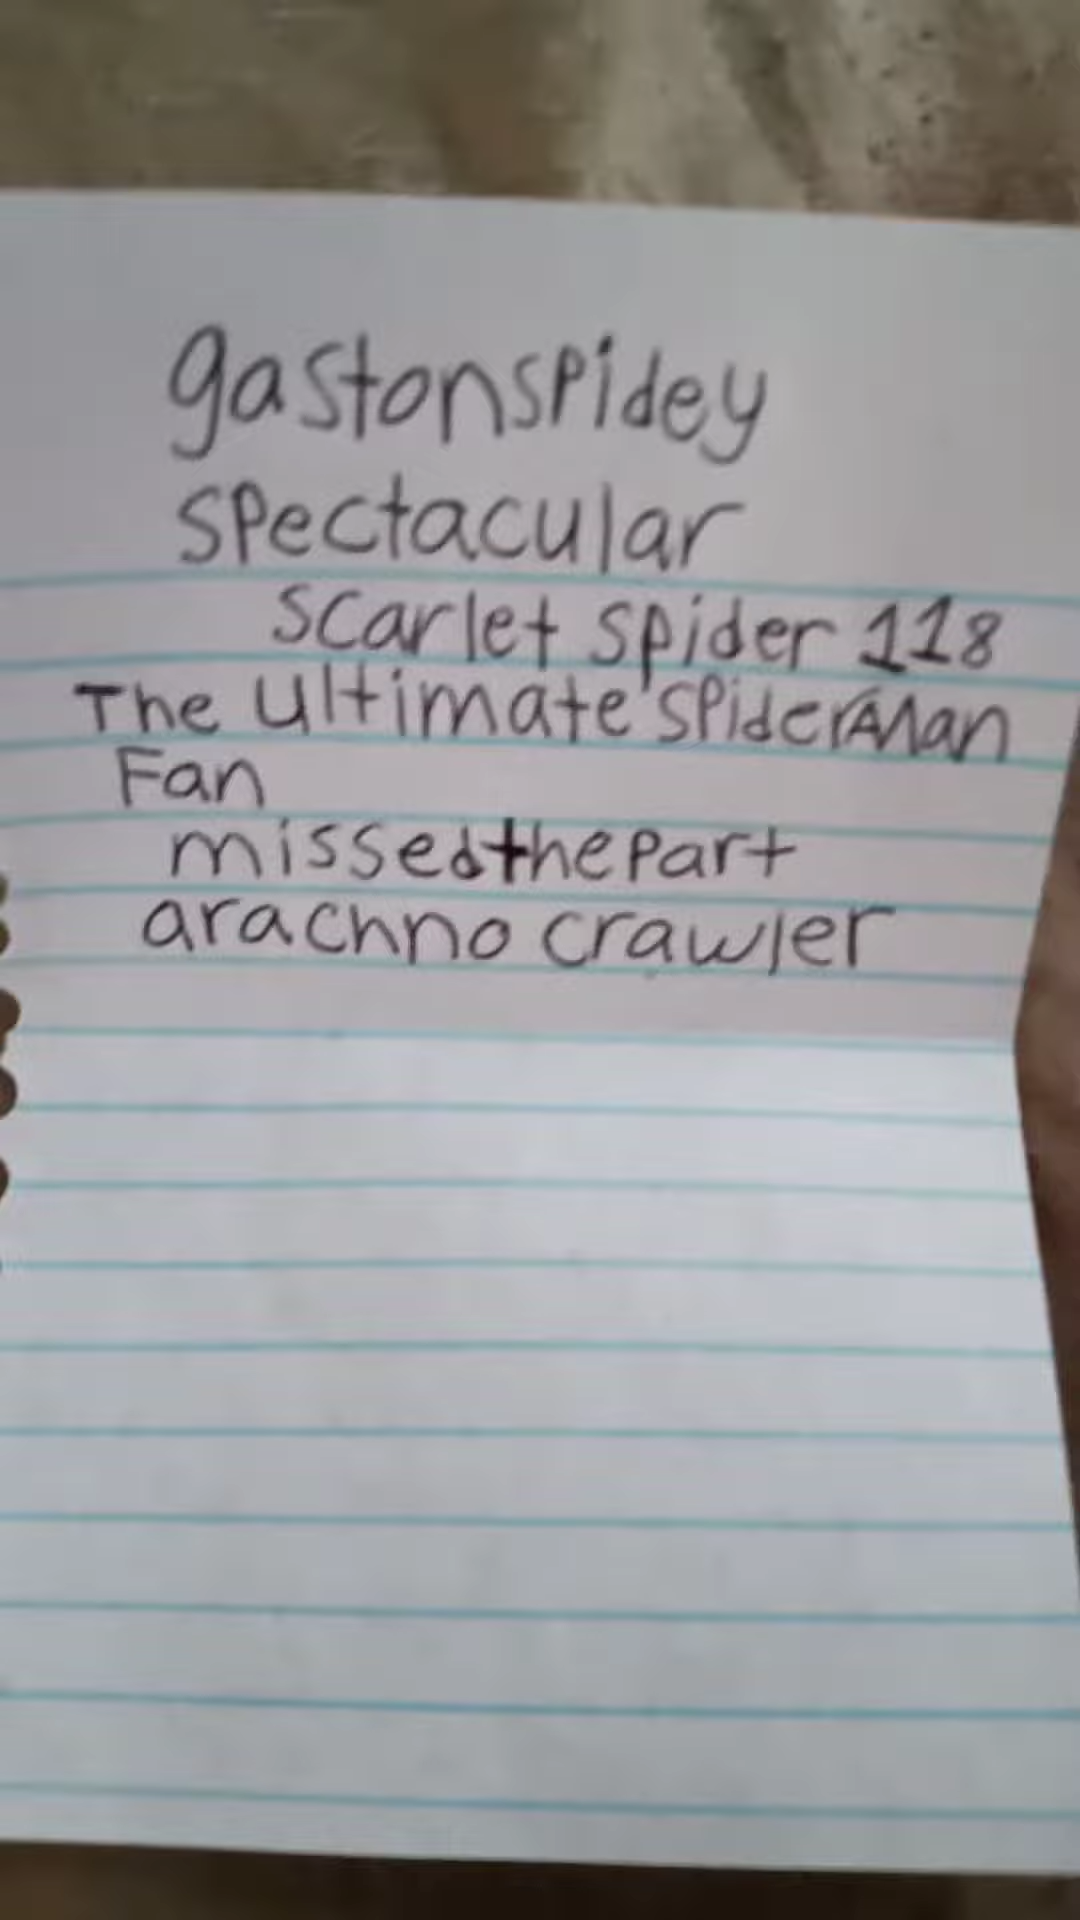 gastonspidey
spectacular
scarlet spider 118
The Ultimate SpiderMan
Fan
missedthepart
arachno crawler